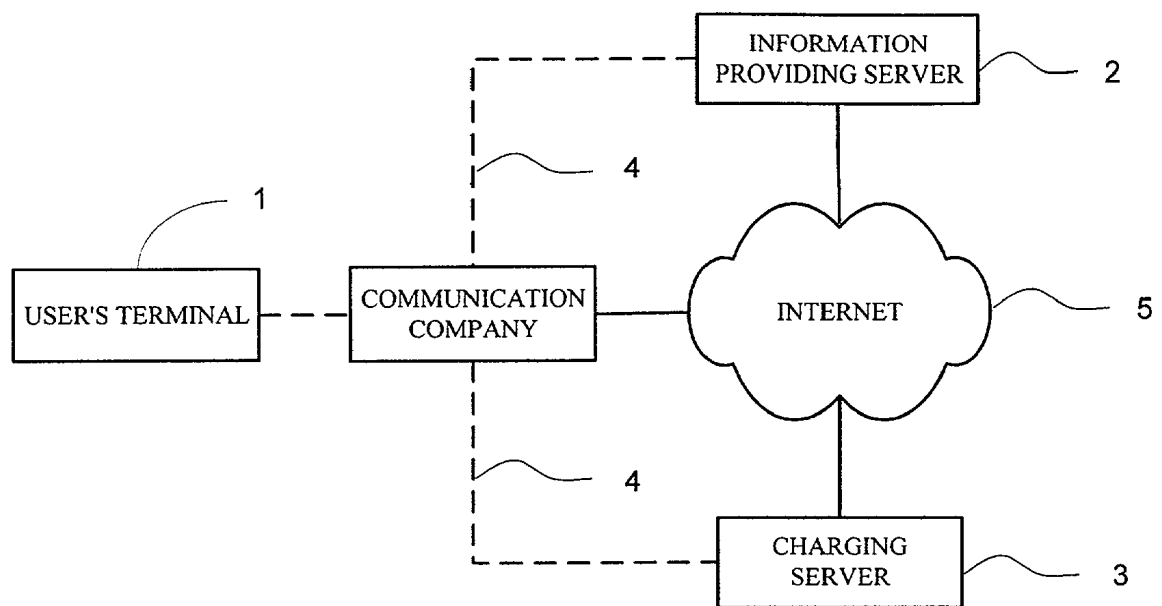 INFORMATION
PROVIDING SERVER
2
4
1
USER'S TERMINAL
COMMUNICATION
COMPANY
INTERNET
5
4
CHARGING
SERVER
3